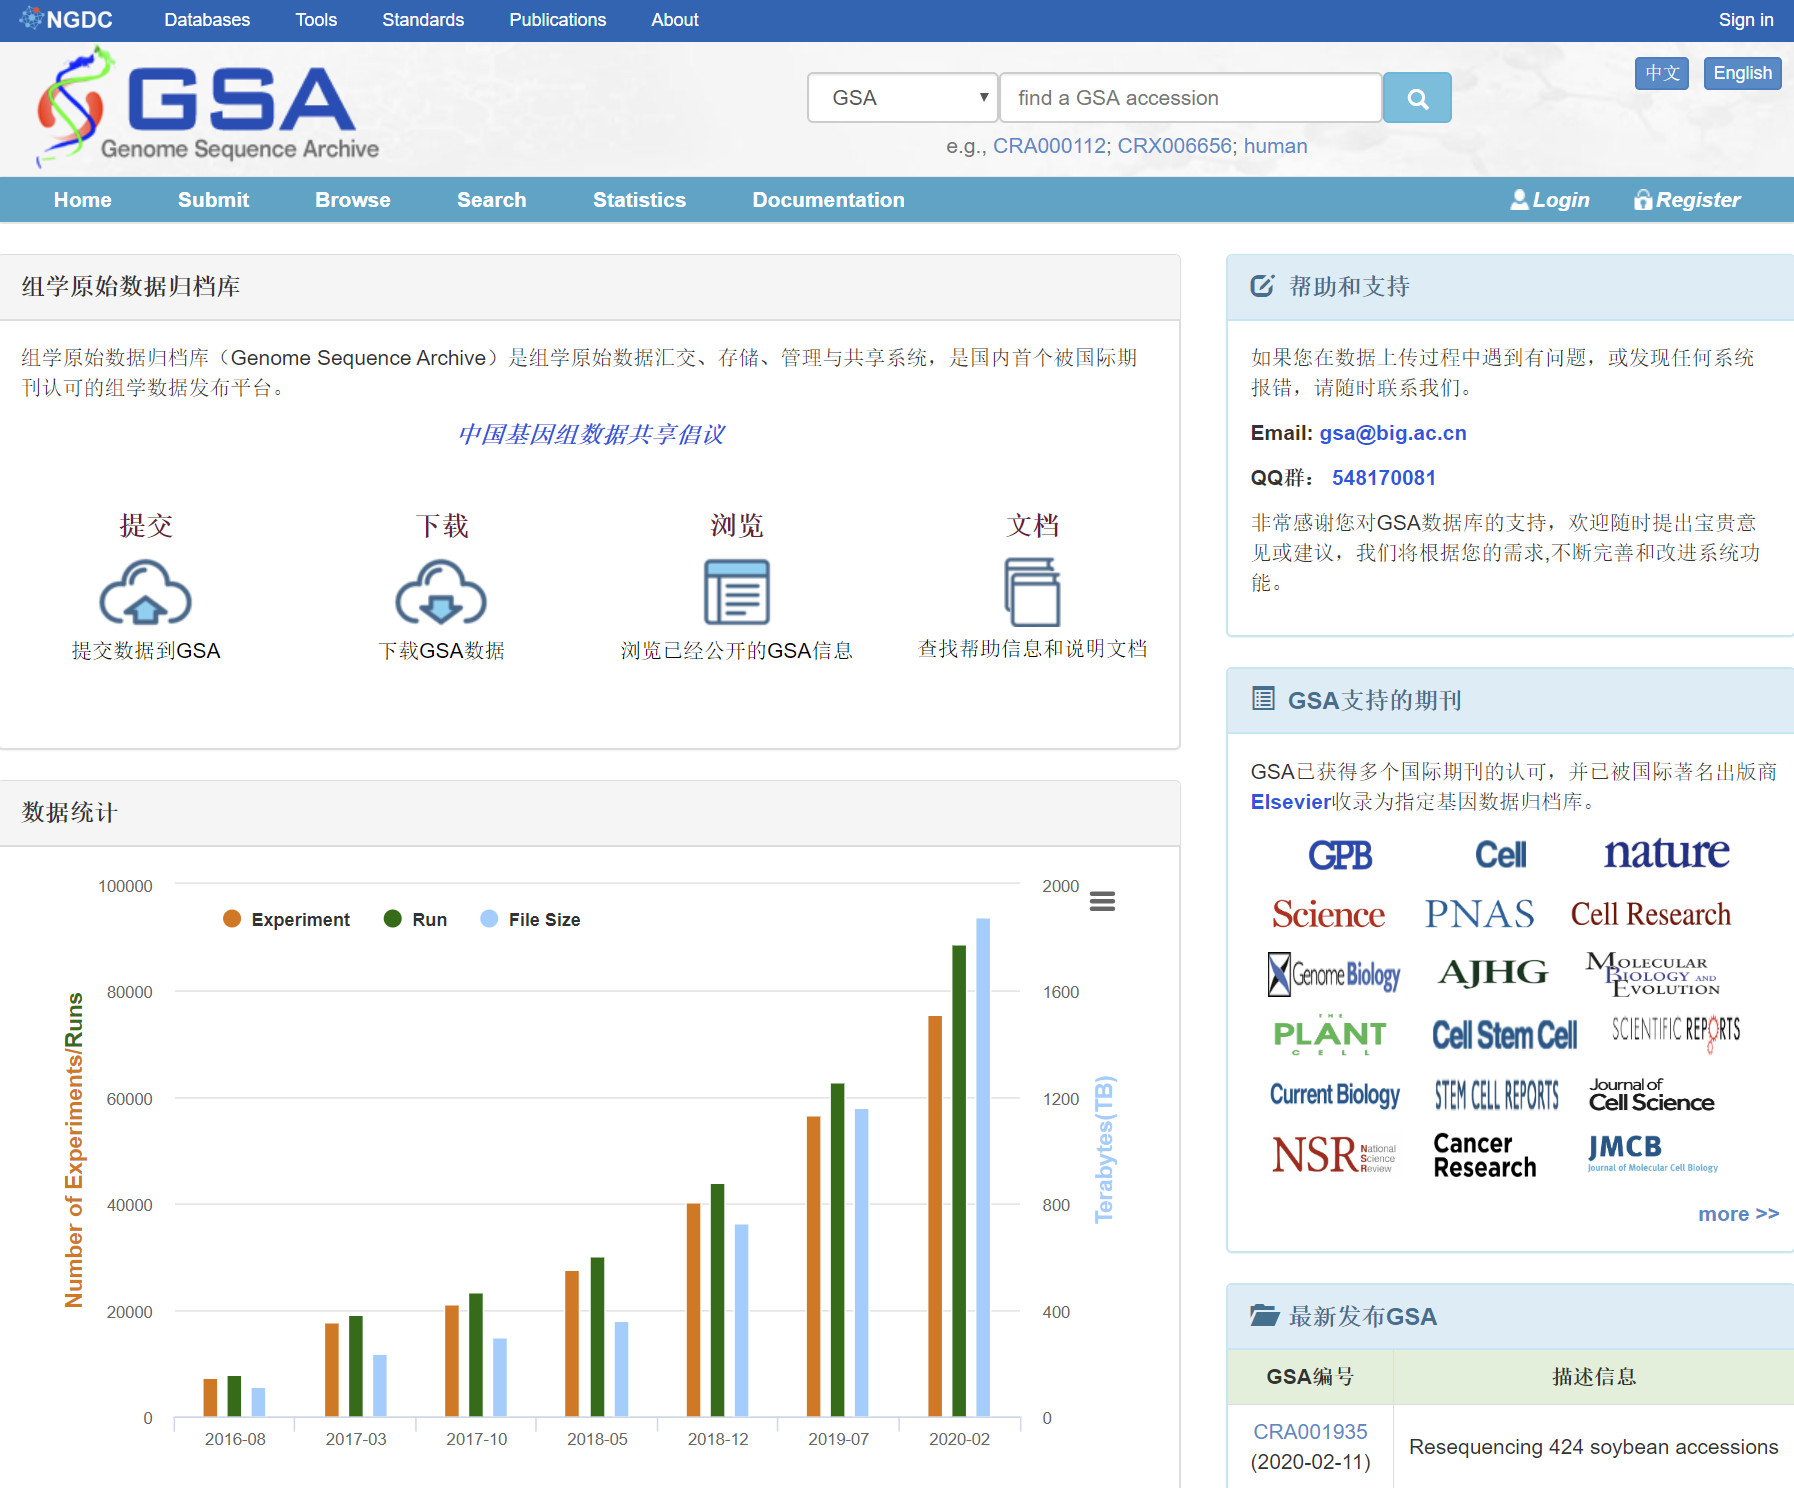 NGDC Databases Tools Standards Publications About Sign in
GSA
Genome Sequence Archive
GSA find a GSA accession
中文 English
e.g., CRA000112; CRX006656; human
Home Submit Browse Search Statistics Documentation Login Register
组学原始数据归档库
组学原始数据归档库（Genome Sequence Archive）是组学原始数据汇交、存储、管理与共享系统，是国内首个被国际期
刊认可的组学数据发布平台。
中国基因组数据共享倡议
提交 下载 浏览 文档
提交数据到GSA 下载GSA数据 浏览已经公开的GSA信息 查找帮助信息和说明文档
数据统计
Experiment Run File Size
Number of Experiments/Runs
100000
80000
60000
40000
20000
0
2000
1600
1200
800
400
0
Terabytes(TB)
2016-08 2017-03 2017-10 2018-05 2018-12 2019-07 2020-02
帮助和支持
如果您在数据上传过程中遇到有问题，或发现任何系统
报错，请随时联系我们。
Email: gsa@big.ac.cn
QQ群： 548170081
非常感谢您对GSA数据库的支持，欢迎随时提出宝贵意
见或建议，我们将根据您的需求,不断完善和改进系统功
能。
GSA支持的期刊
GSA已获得多个国际期刊的认可，并已被国际著名出版商
Elsevier收录为指定基因数据归档库。
GPB Cell nature
Science PNAS Cell Research
Genome Biology AJHG MOLECULAR BIOLOGY AND EVOLUTION
THE PLANT CELL Cell Stem Cell SCIENTIFIC REPORTS
Current Biology STEM CELL REPORTS Journal of Cell Science
NSR National Science Review Cancer Research JMCB Journal of Molecular Cell Biology
more >>
最新发布GSA
GSA编号 描述信息
CRA001935
(2020-02-11)
Resequencing 424 soybean accessions